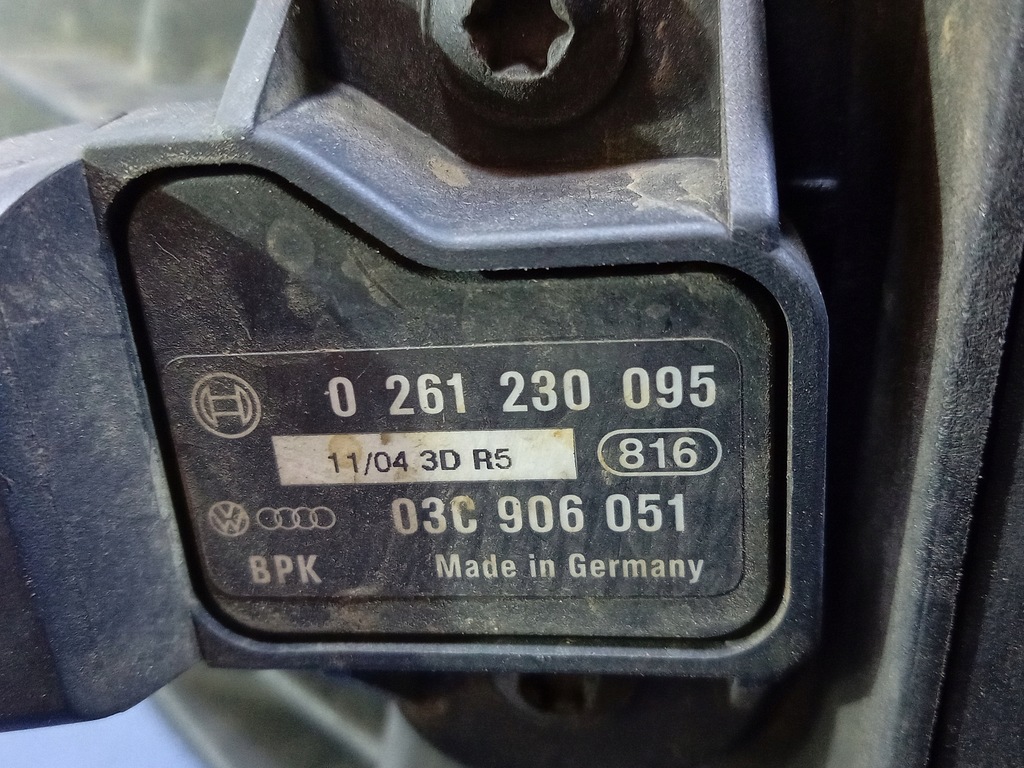 0 261 230 095
11/04 3D R5 816
03C 906 051
BPK Made in Germany